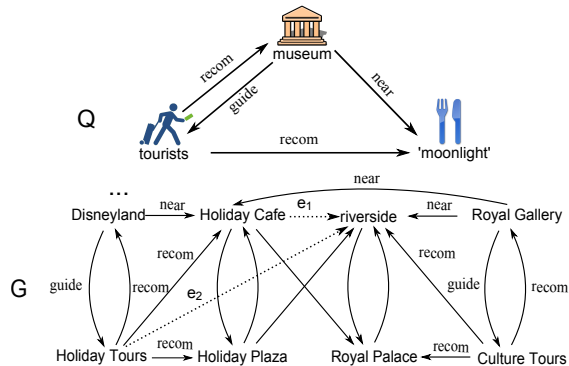 museum
recom
guide
near
Q
tourists
recom
'moonlight'
...
near
Disneyland
near
Holiday Cafe
e1
riverside
near
Royal Gallery
recom
recom
guide
recom
e2
guide
recom
G
Holiday Tours
recom
Holiday Plaza
Royal Palace
recom
Culture Tours